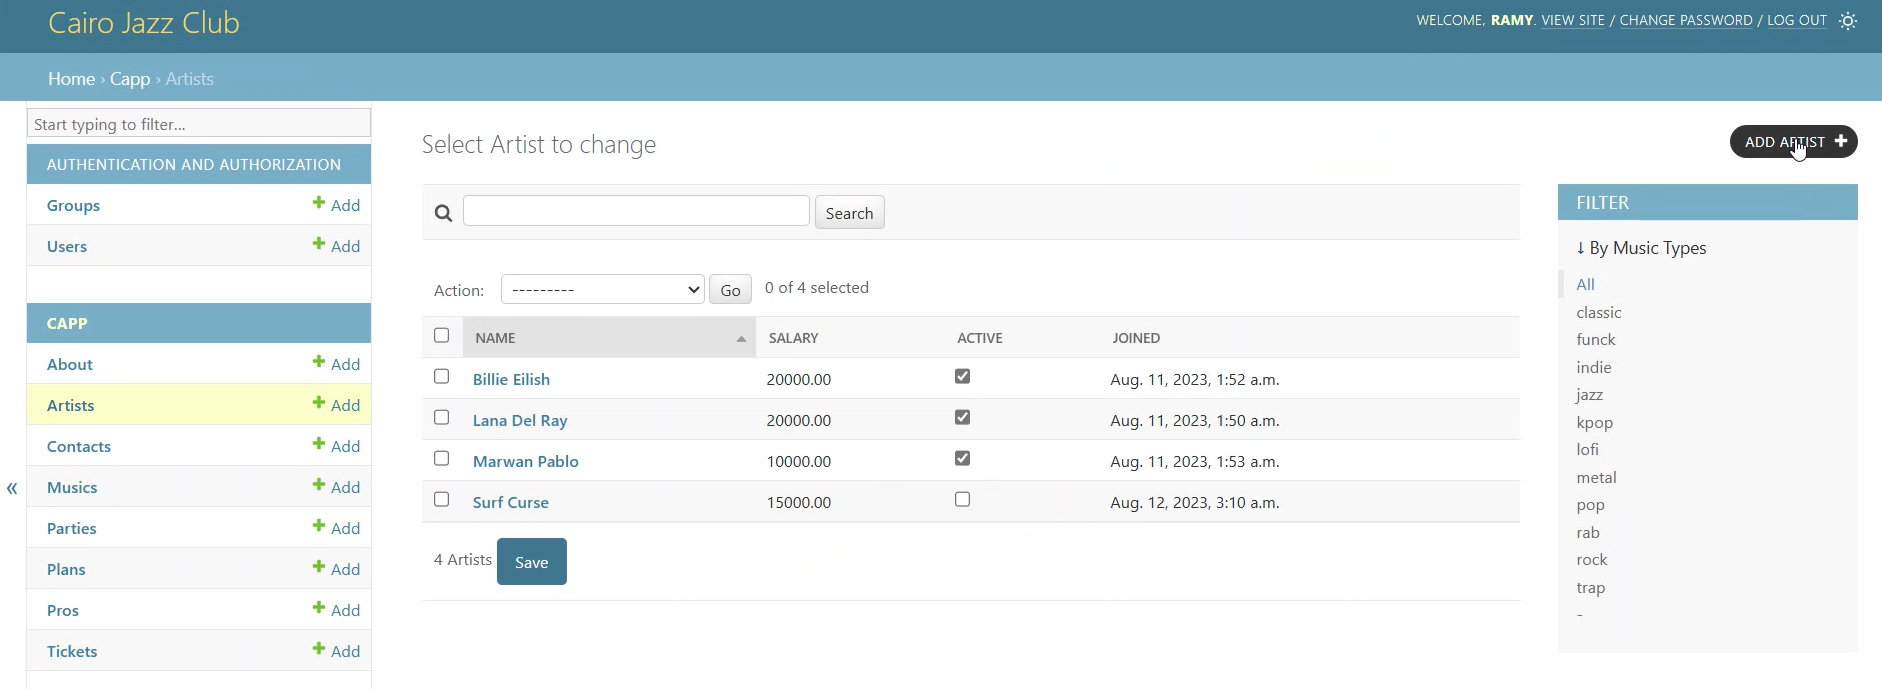 Cairo Jazz Club
WELCOME, RAMY. VIEW SITE / CHANGE PASSWORD / LOG OUT
Home › Capp › Artists
Start typing to filter...
AUTHENTICATION AND AUTHORIZATION
Groups + Add
Users + Add
CAPP
About + Add
Artists + Add
Contacts + Add
Musics + Add
Parties + Add
Plans + Add
Pros + Add
Tickets + Add
«
Select Artist to change
ADD ARTIST +
Search
Action: --------- Go 0 of 4 selected
NAME SALARY ACTIVE JOINED
Billie Eilish 20000.00 Aug. 11, 2023, 1:52 a.m.
Lana Del Ray 20000.00 Aug. 11, 2023, 1:50 a.m.
Marwan Pablo 10000.00 Aug. 11, 2023, 1:53 a.m.
Surf Curse 15000.00 Aug. 12, 2023, 3:10 a.m.
4 Artists Save
FILTER
↓ By Music Types
All
classic
funck
indie
jazz
kpop
lofi
metal
pop
rab
rock
trap
-